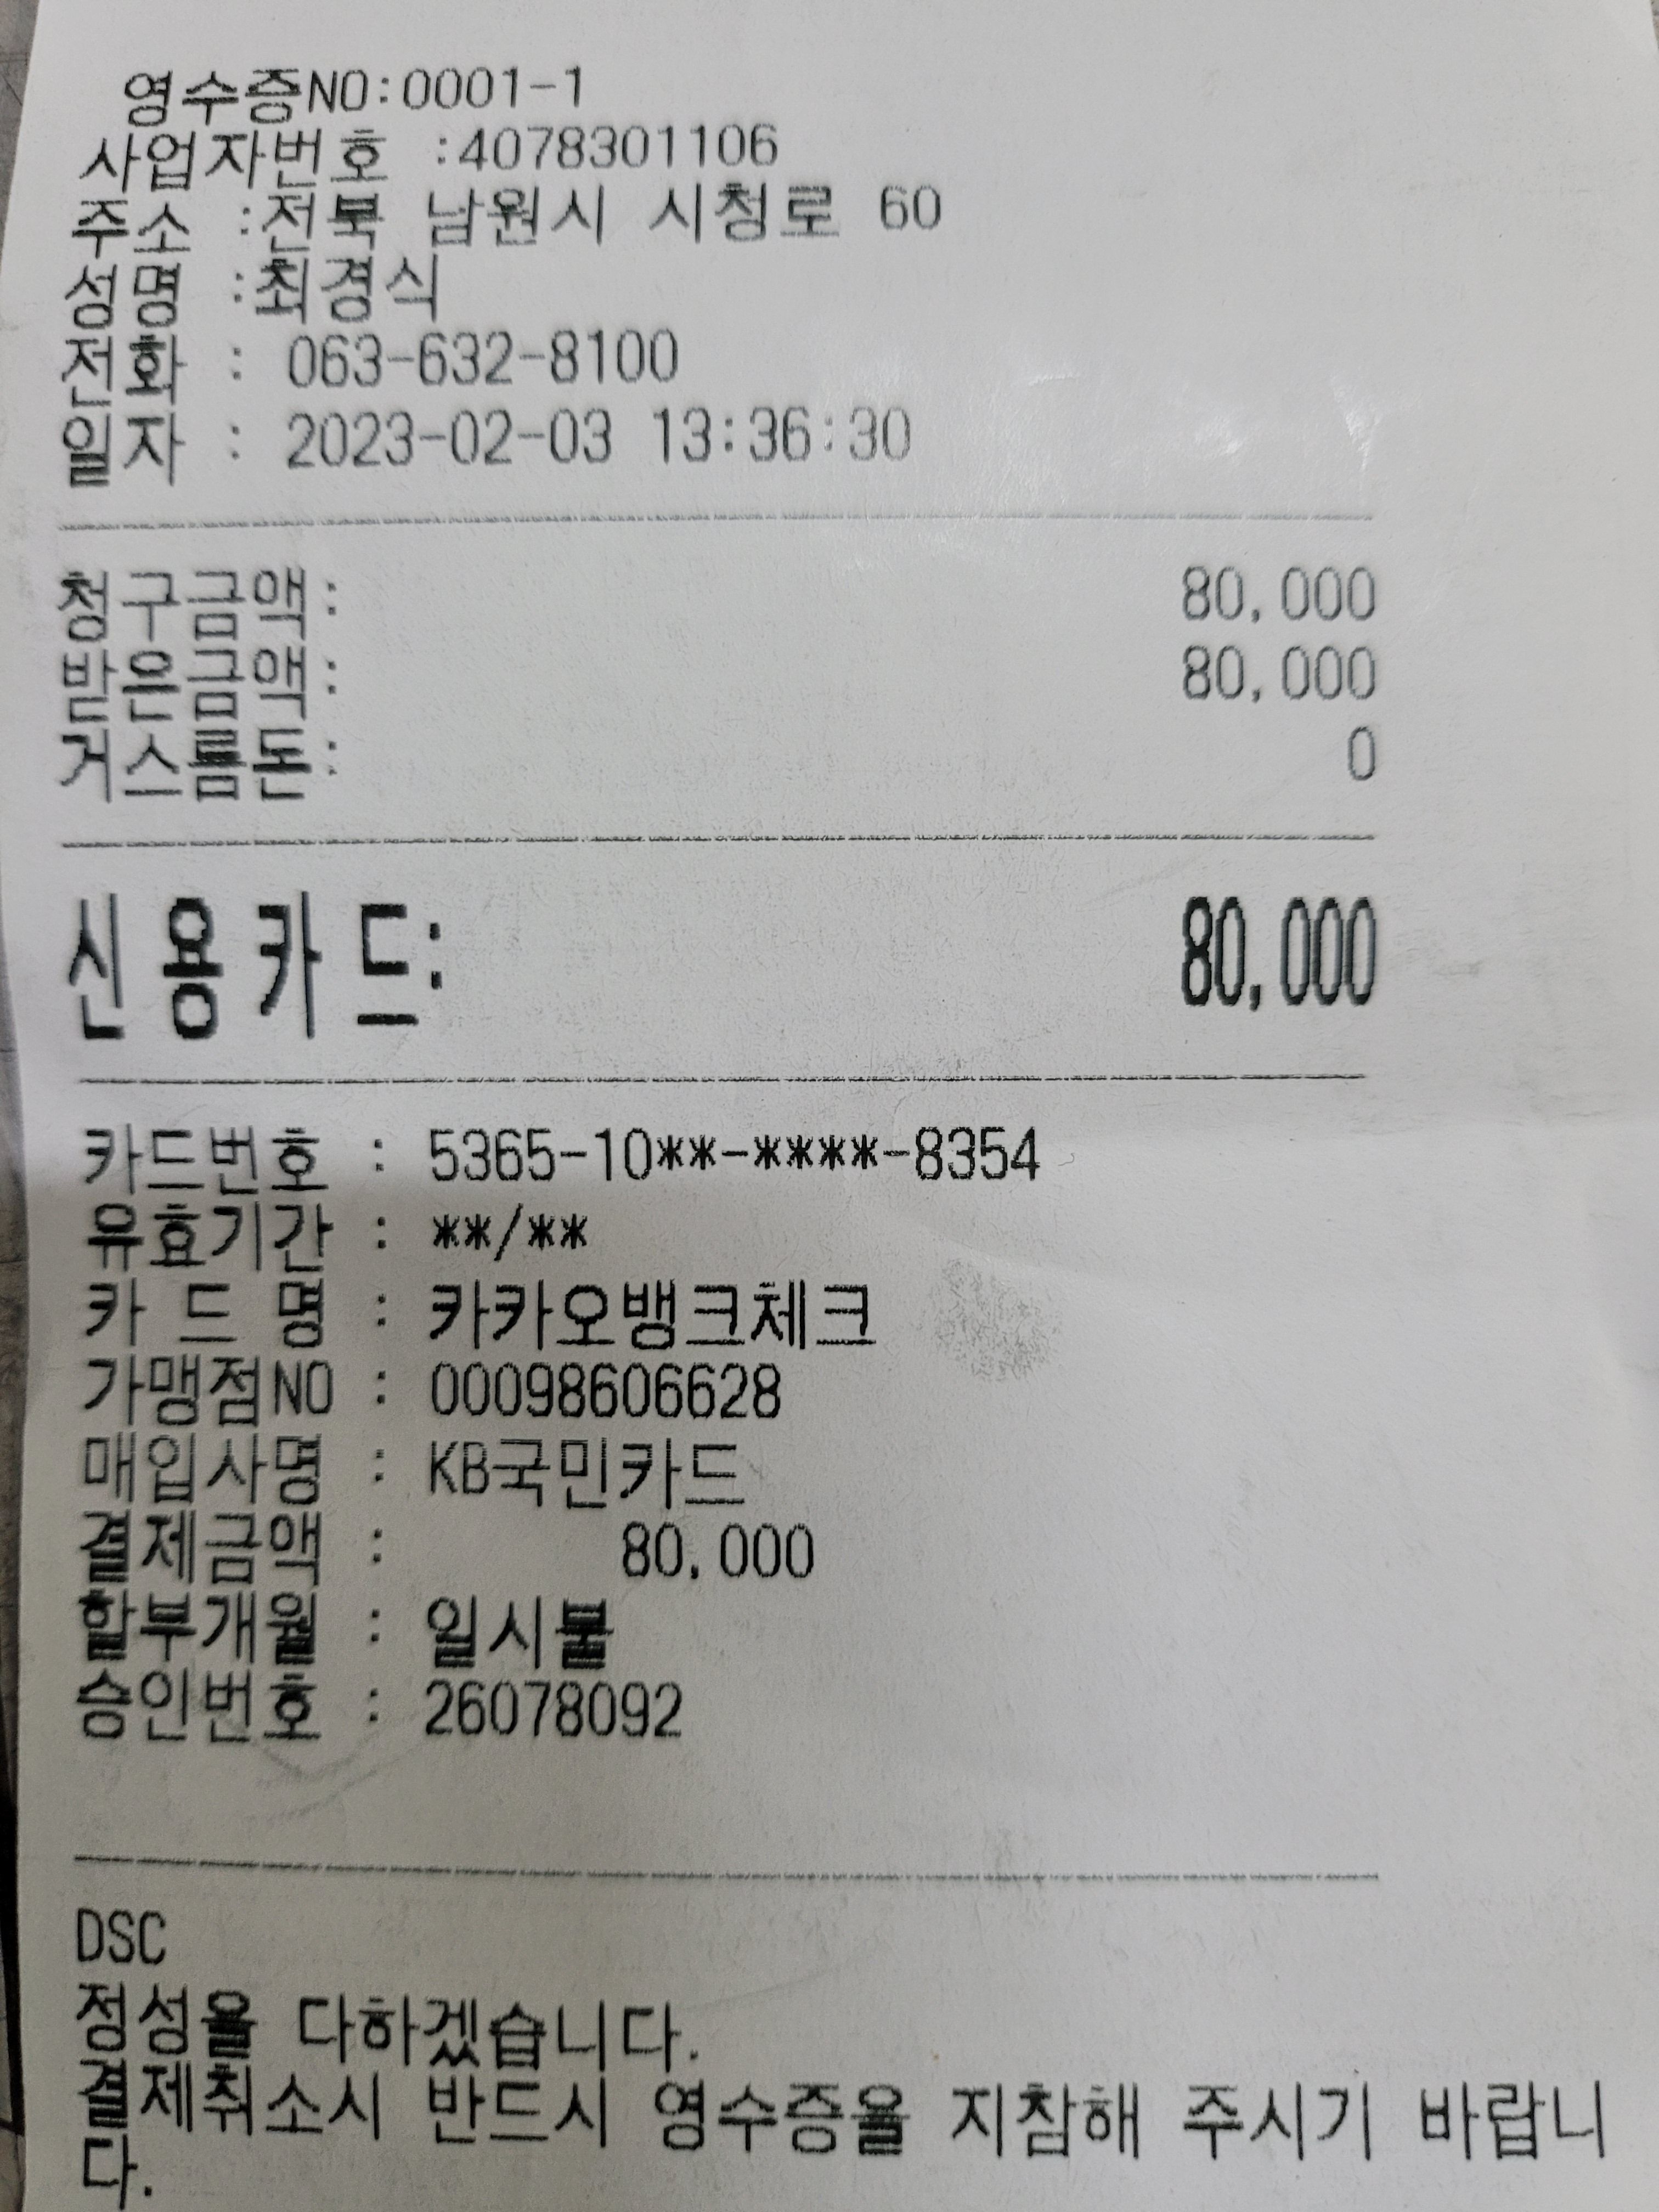 영수증NO:0001-1
사업자번호 :4078301106
주소 :전북 남원시 시청로 60
성명 :최경식
전화 : 063-632-8100
일자 : 2023-02-03 13:36:30
청구금액: 80,000
받은금액: 80,000
거스름돈: 0
신용카드: 80,000
카드번호 : 5365-10**-****-8354
유효기간 : **/**
카 드 명 : 카카오뱅크체크
가맹점NO : 00098606628
매입사명 : KB국민카드
결제금액 : 80,000
할부개월 : 일시불
승인번호 : 26078092
DSC
정성을 다하겠습니다.
결제취소시 반드시 영수증을 지참해 주시기 바랍니
다.